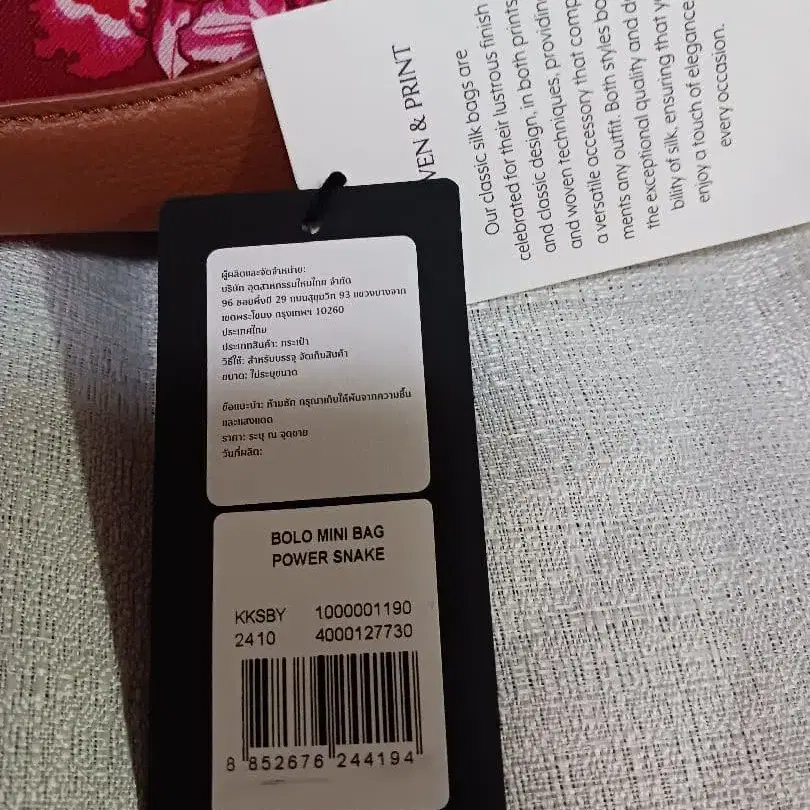 VEN & PRINT
Our classic silk bags are
celebrated for their lustrous finish
and classic design, in both prints
and woven techniques, providin
a versatile accessory that comp
ments any outfit. Both styles bo
the exceptional quality and d
bility of silk, ensuring that y
enjoy a touch of elegance
every occasion.
ผู้ผลิตและจัดจำหน่าย:
บริษัท อุตสาหกรรมไหมไทย จำกัด
96 ซอยพึ่งมี 29 ถนนสุขุมวิท 93 แขวงบางจาก
เขตพระโขนง กรุงเทพฯ 10260
ประเทศไทย
ประเภทสินค้า: กระเป๋า
วิธีใช้: สำหรับบรรจุ จัดเก็บสินค้า
ขนาด: ไม่ระบุขนาด
ข้อแนะนำ: ห้ามซัก กรุณาเก็บให้พ้นจากความชื้น
และแสงแดด
ราคา: ระบุ ณ จุดขาย
วันที่ผลิต:
BOLO MINI BAG
POWER SNAKE
KKSBY 1000001190
2410 4000127730
8 852676 244194